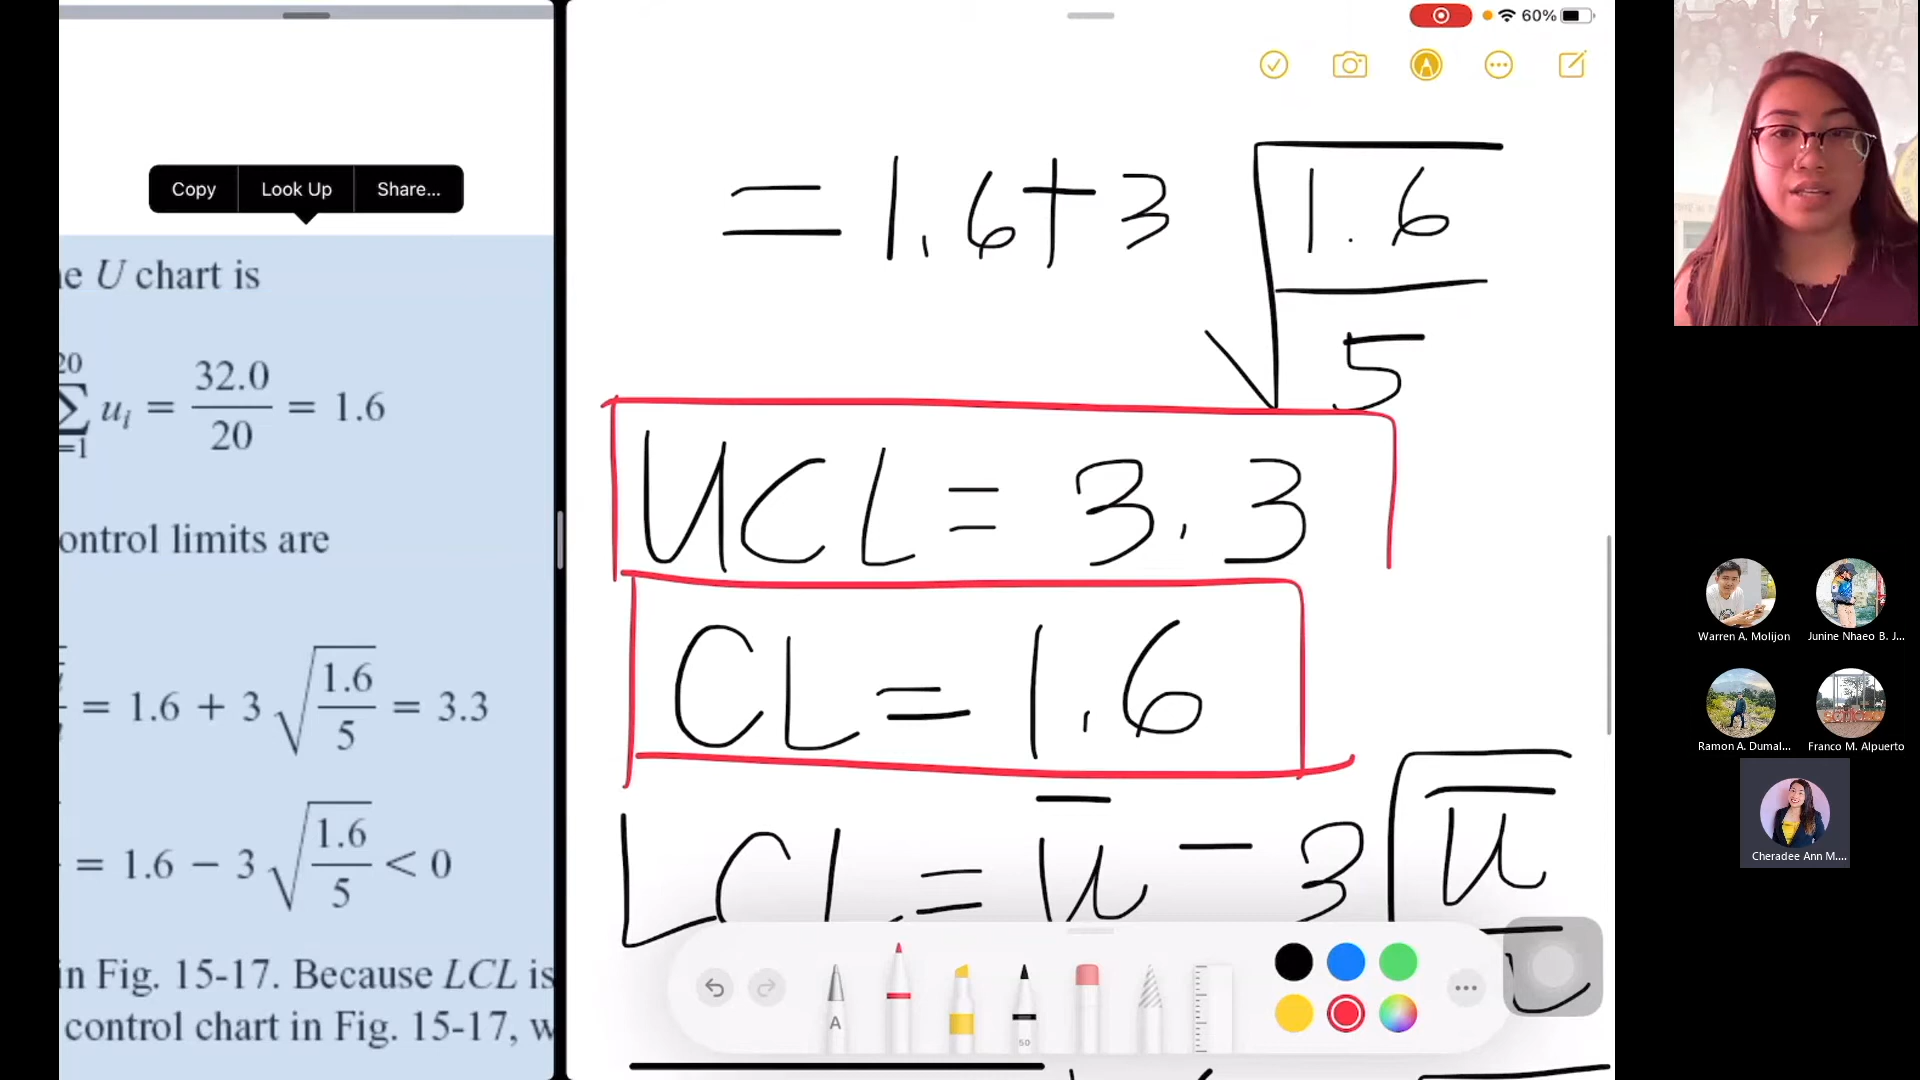 60%
Copy Look Up Share...
e U chart is
20
∑ uᵢ = 32.0/20 = 1.6
=1
ontrol limits are
= 1.6 + 3 √(1.6/5) = 3.3
= 1.6 − 3 √(1.6/5) < 0
in Fig. 15-17. Because LCL is
control chart in Fig. 15-17, w
= 1.6 + 3 √(1.6/5)
UCL = 3.3
CL = 1.6
LCL = u̅ − 3 √u̅
A
50
Warren A. Molijon
Junine Nhaeo B. J...
Ramon A. Dumal...
Franco M. Alpuerto
Cheradee Ann M....